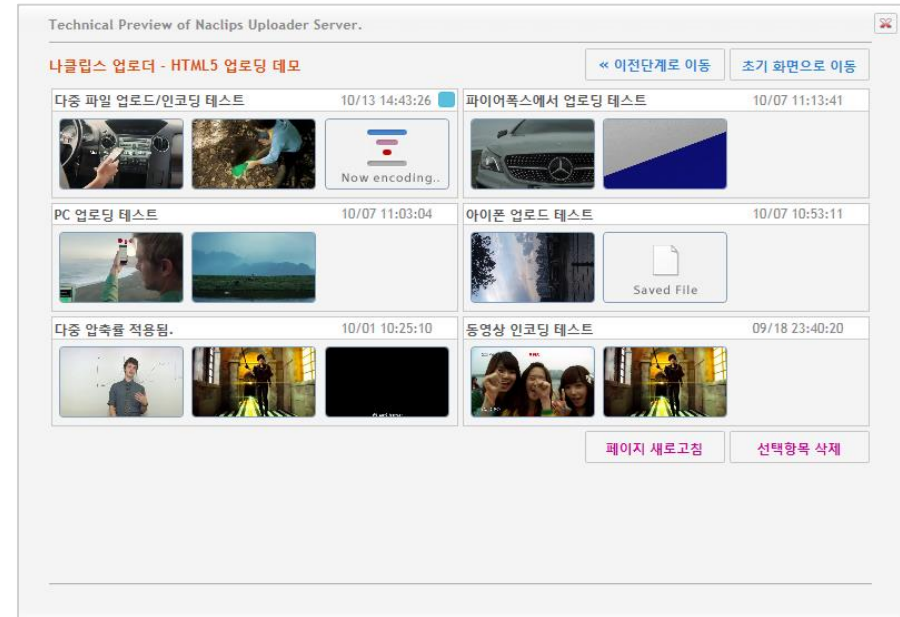 Technical Preview of Naclips Uploader Server.
나클립스 업로더 - HTML5 업로딩 데모
« 이전단계로 이동
초기 화면으로 이동
다중 파일 업로드/인코딩 테스트 10/13 14:43:26
파이어폭스에서 업로딩 테스트 10/07 11:13:41
Now encoding..
PC 업로딩 테스트 10/07 11:03:04
아이폰 업로드 테스트 10/07 10:53:11
Saved File
다중 압축률 적용됨. 10/01 10:25:10
동영상 인코딩 테스트 09/18 23:40:20
페이지 새로고침
선택항목 삭제